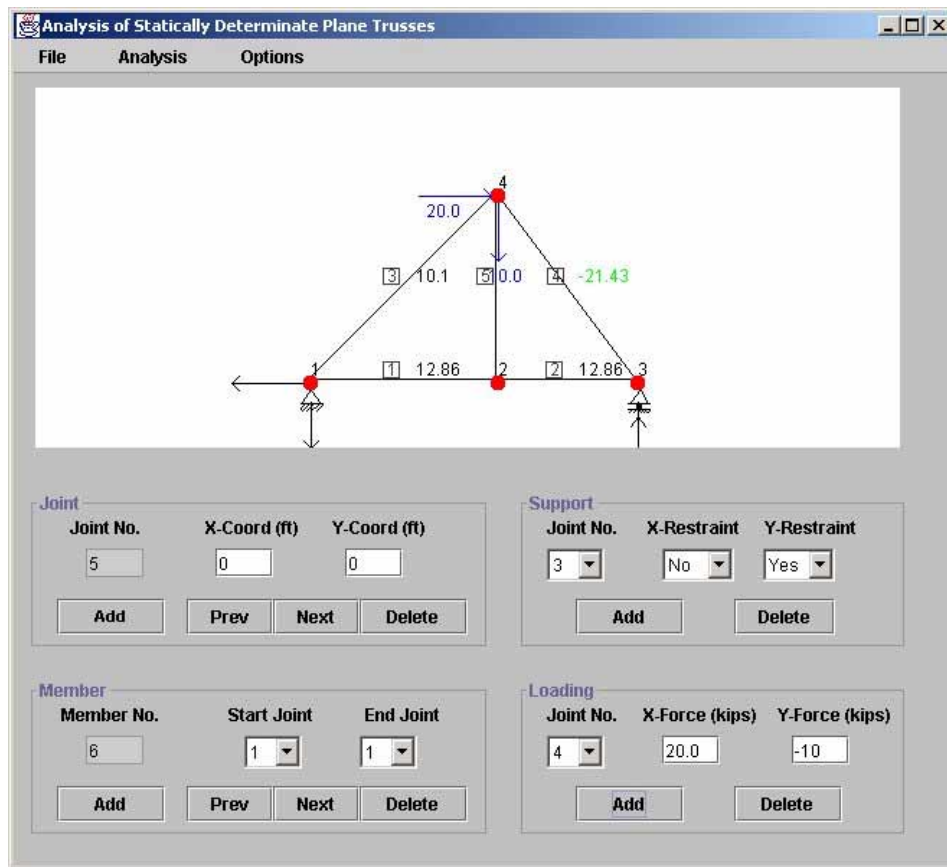 Analysis of Statically Determinate Plane Trusses
File Analysis Options
4
20.0
3 10.1 5 0.0 4 -21.43
1 1 12.86 2 2 12.86 3
Joint
Joint No. X-Coord (ft) Y-Coord (ft)
5 0 0
Add Prev Next Delete
Support
Joint No. X-Restraint Y-Restraint
3 No Yes
Add Delete
Member
Member No. Start Joint End Joint
6 1 1
Add Prev Next Delete
Loading
Joint No. X-Force (kips) Y-Force (kips)
4 20.0 -10
Add Delete